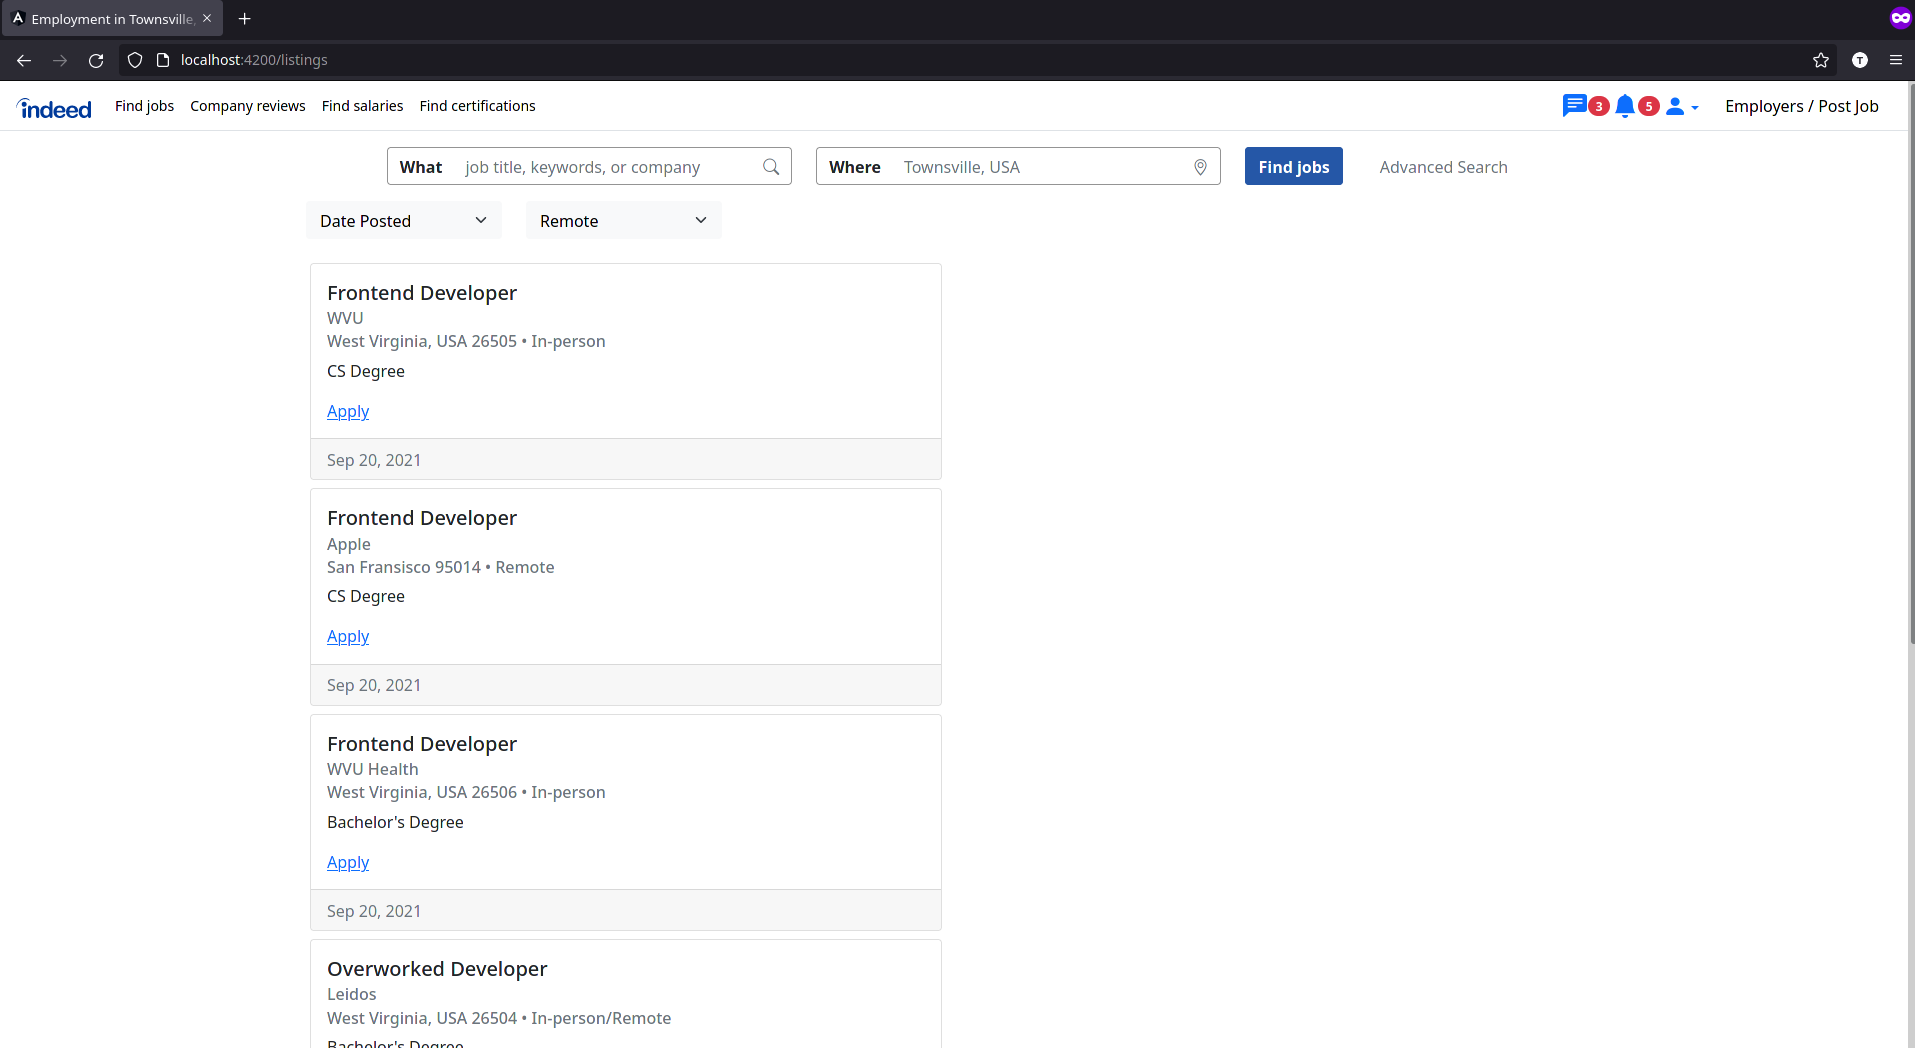 Employment in Townsville,
localhost:4200/listings
T
indeed Find jobs Company reviews Find salaries Find certifications 3 5 Employers / Post Job
What job title, keywords, or company Where Townsville, USA Find jobs Advanced Search
Date Posted Remote
Frontend Developer
WVU
West Virginia, USA 26505 • In-person
CS Degree
Apply
Sep 20, 2021
Frontend Developer
Apple
San Fransisco 95014 • Remote
CS Degree
Apply
Sep 20, 2021
Frontend Developer
WVU Health
West Virginia, USA 26506 • In-person
Bachelor's Degree
Apply
Sep 20, 2021
Overworked Developer
Leidos
West Virginia, USA 26504 • In-person/Remote
Bachelor's Degree